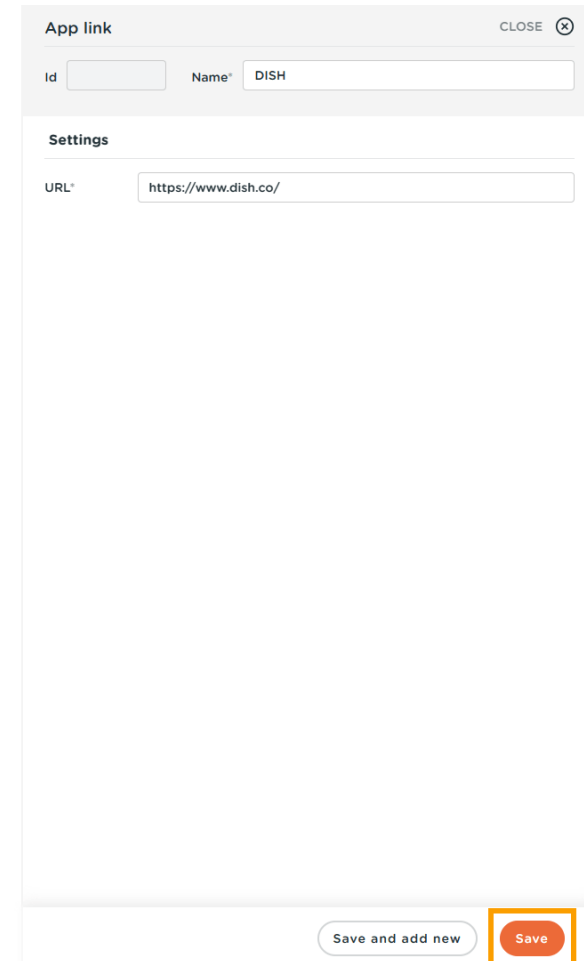 App link CLOSE
Id Name* DISH
Settings
URL* https://www.dish.co/
Save and add new Save